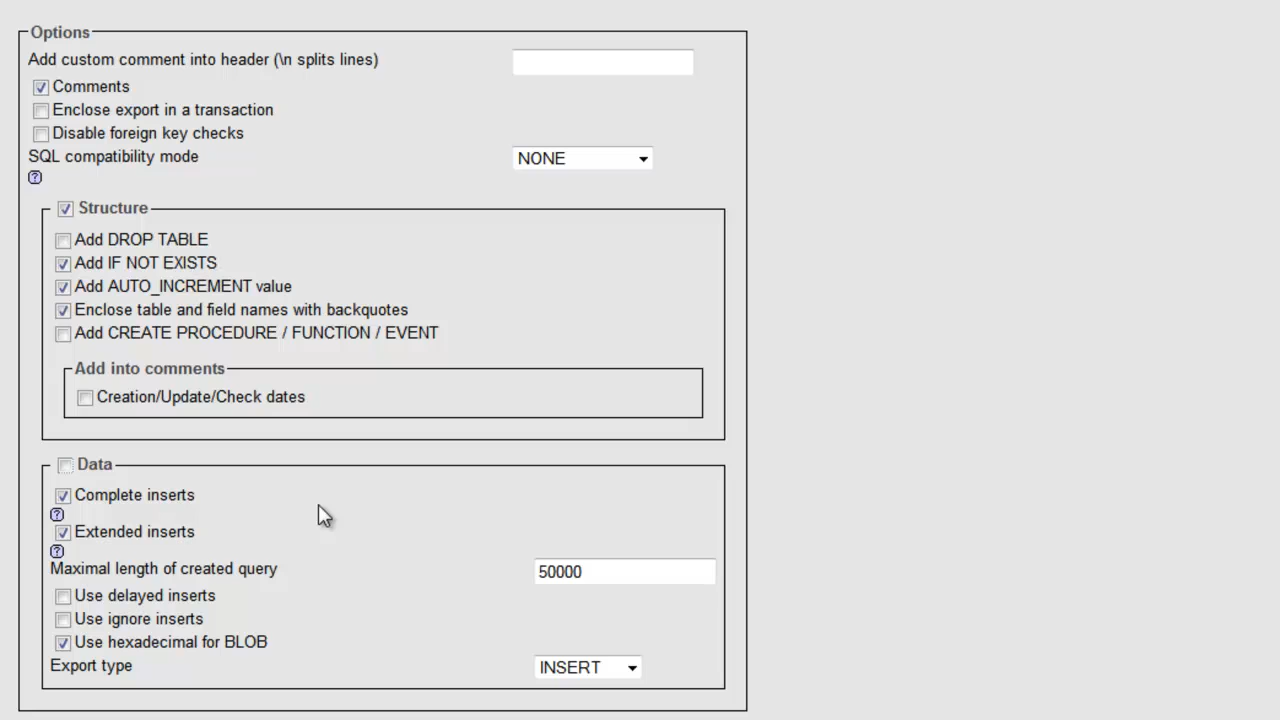 Options
Add custom comment into header (\n splits lines)
Comments
Enclose export in a transaction
Disable foreign key checks
SQL compatibility mode NONE
?
Structure
Add DROP TABLE
Add IF NOT EXISTS
Add AUTO_INCREMENT value
Enclose table and field names with backquotes
Add CREATE PROCEDURE / FUNCTION / EVENT
Add into comments
Creation/Update/Check dates
Data
Complete inserts
?
Extended inserts
?
Maximal length of created query 50000
Use delayed inserts
Use ignore inserts
Use hexadecimal for BLOB
Export type INSERT